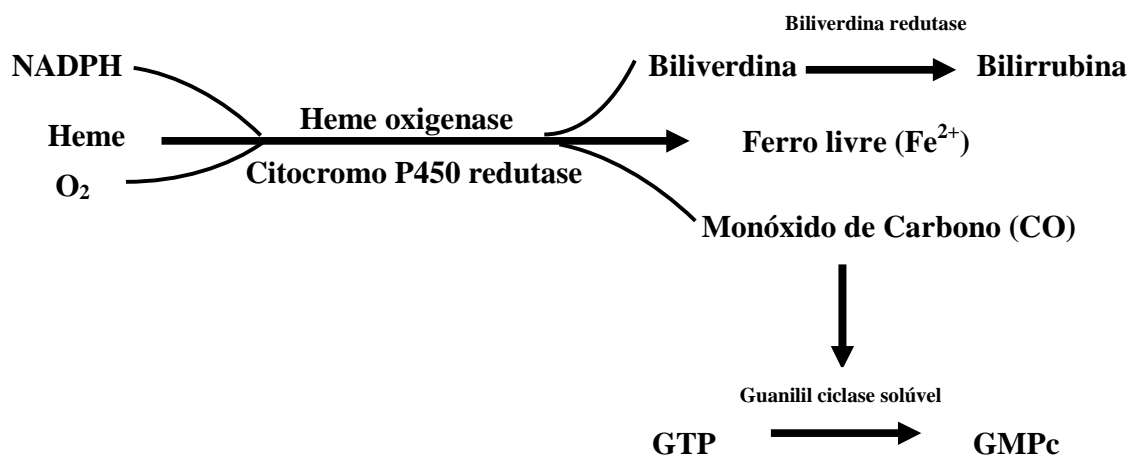 Biliverdina redutase
NADPH
Biliverdina
Bilirrubina
Heme oxigenase
Heme
Ferro livre (Fe²⁺)
Citocromo P450 redutase
O₂
Monóxido de Carbono (CO)
Guanilil ciclase solúvel
GTP
GMPc